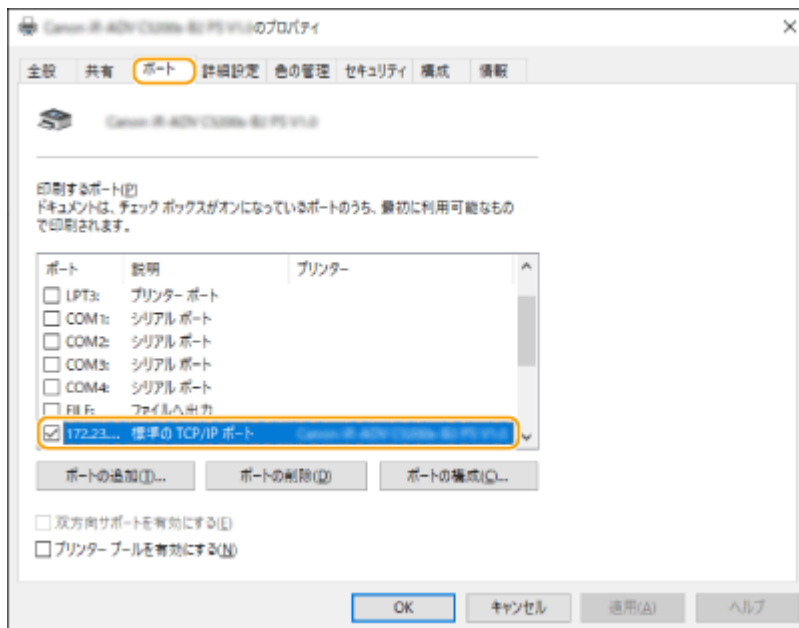 のプロパティ
全般 共有 ポート 詳細設定 色の管理 セキュリティ 構成 情報
印刷するポート(P)
ドキュメントは、チェック ボックスがオンになっているポートのうち、最初に利用可能なもの
で印刷されます。
ポート 説明 プリンター
LPT3: プリンター ポート
COM1: シリアル ポート
COM2: シリアル ポート
COM3: シリアル ポート
COM4: シリアル ポート
FILE: ファイルへ出力
172.23.... 標準の TCP/IP ポート
ポートの追加(T)... ポートの削除(D) ポートの構成(C)...
双方向サポートを有効にする(E)
プリンター プールを有効にする(N)
OK キャンセル 適用(A) ヘルプ